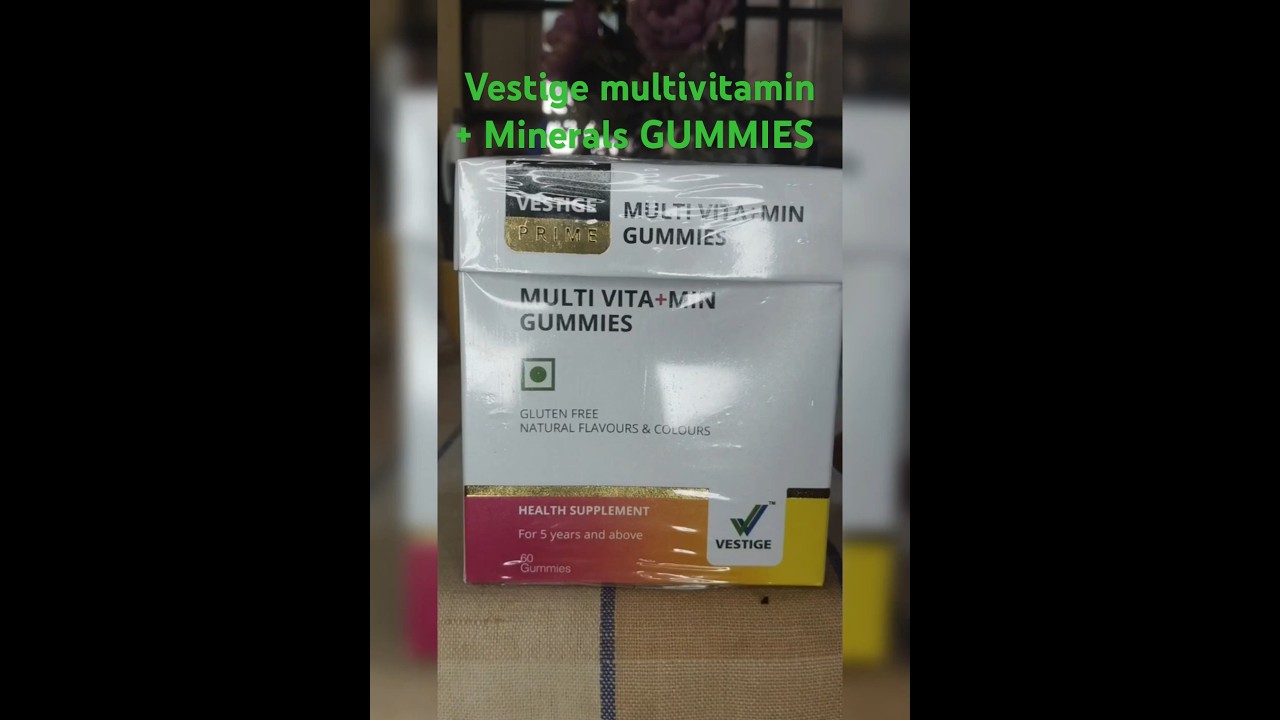 Vestige multivitamin
+ Minerals GUMMIES
VESTIGE
PRIME
MULTI VITA+MIN
GUMMIES
MULTI VITA+MIN
GUMMIES
GLUTEN FREE
NATURAL FLAVOURS & COLOURS
HEALTH SUPPLEMENT
For 5 years and above
60
Gummies
VESTIGE
TM